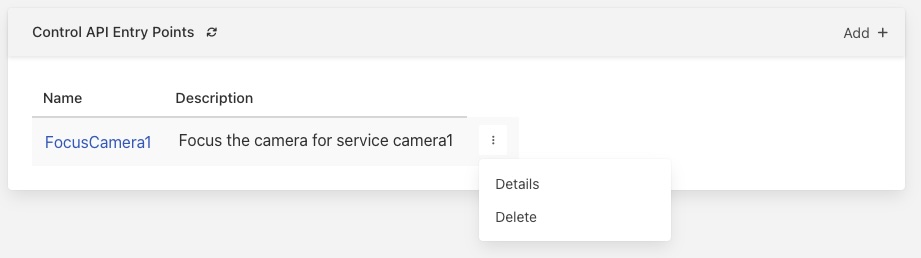 Control API Entry Points
Add +
Name Description
FocusCamera1 Focus the camera for service camera1
Details
Delete